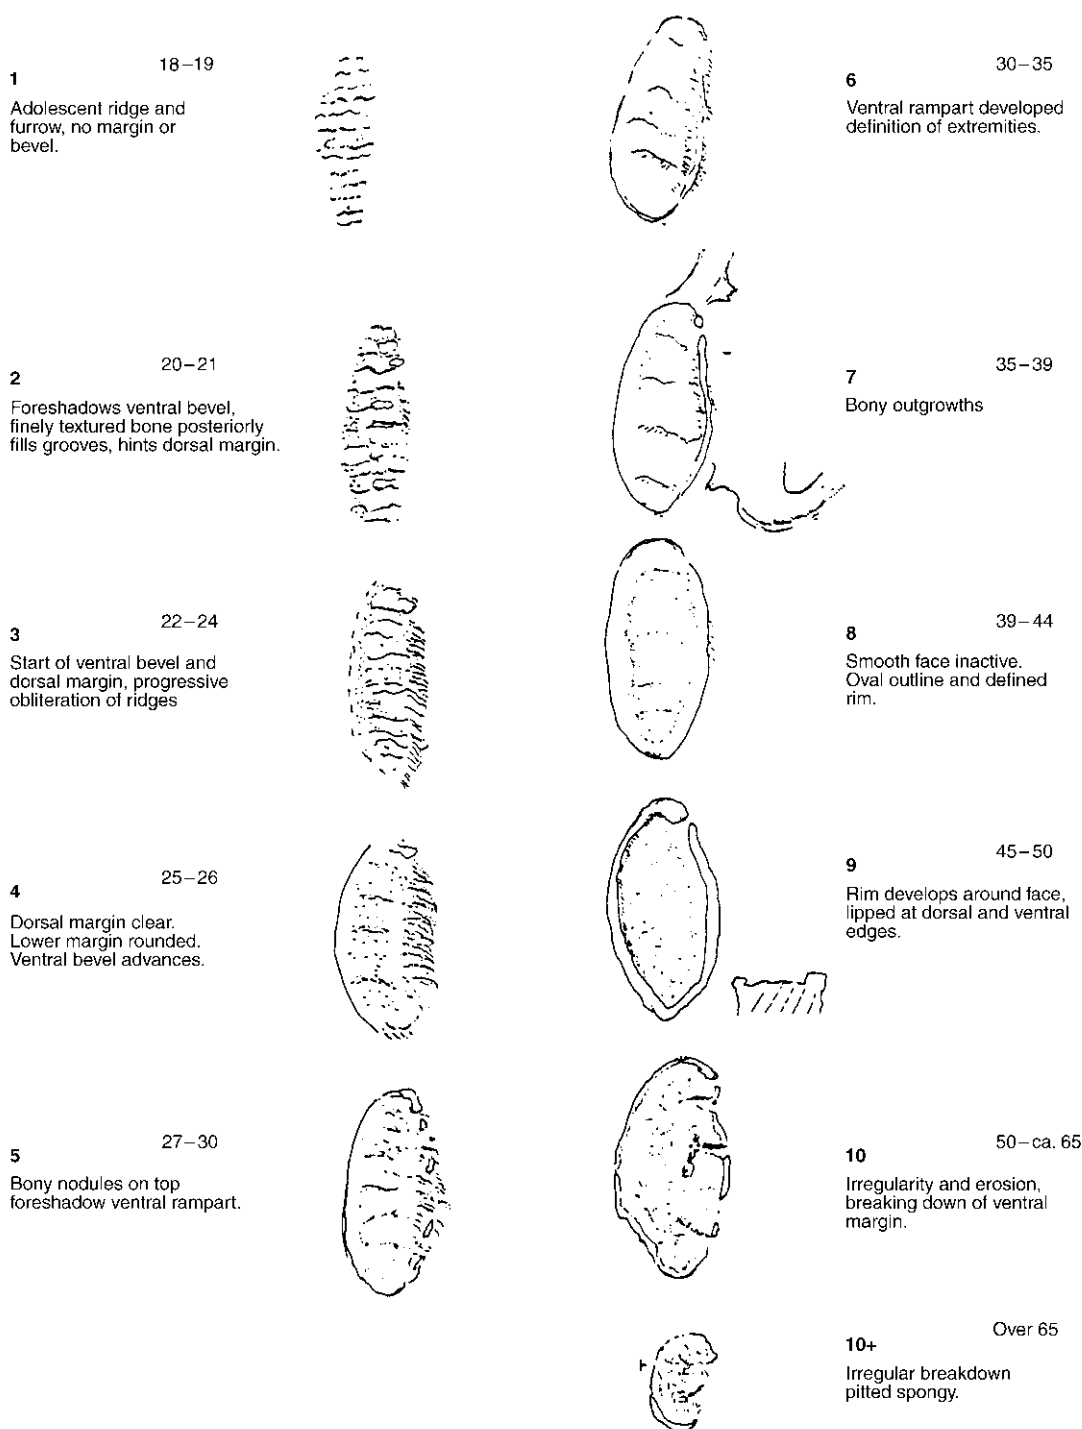 18–19
1
Adolescent ridge and
furrow, no margin or
bevel.
20–21
2
Foreshadows ventral bevel,
finely textured bone posteriorly
fills grooves, hints dorsal margin.
22–24
3
Start of ventral bevel and
dorsal margin, progressive
obliteration of ridges
25–26
4
Dorsal margin clear.
Lower margin rounded.
Ventral bevel advances.
27–30
5
Bony nodules on top
foreshadow ventral rampart.
30–35
6
Ventral rampart developed
definition of extremities.
35–39
7
Bony outgrowths
39–44
8
Smooth face inactive.
Oval outline and defined
rim.
45–50
9
Rim develops around face,
lipped at dorsal and ventral
edges.
50–ca. 65
10
Irregularity and erosion,
breaking down of ventral
margin.
Over 65
10+
Irregular breakdown
pitted spongy.